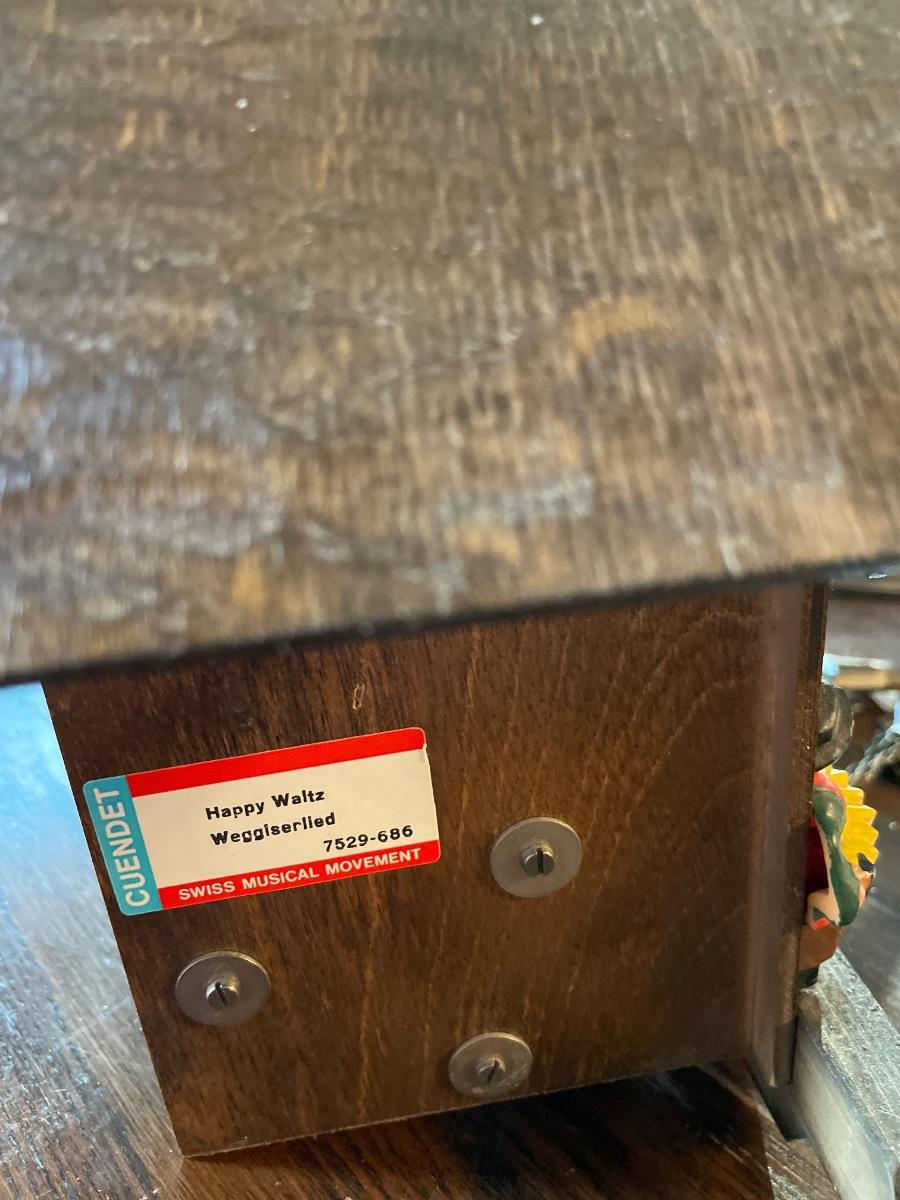 CUENDET
Happy Waltz
Weggiserlied
7529-686
SWISS MUSICAL MOVEMENT